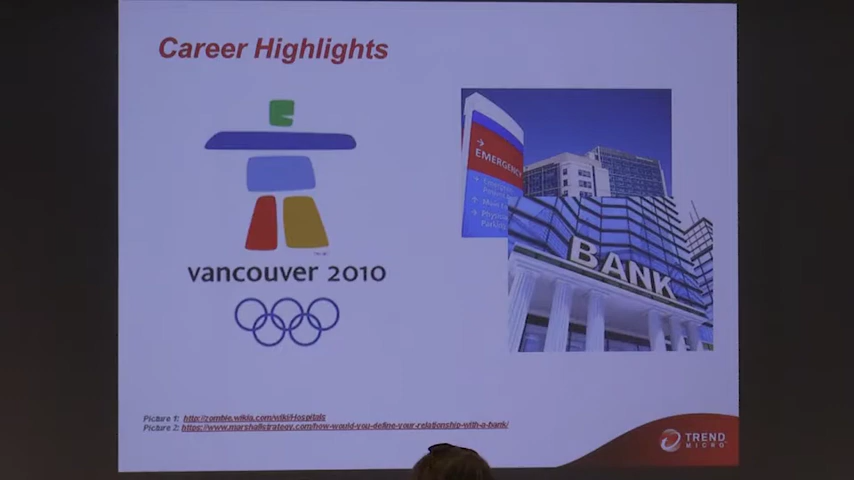 Career Highlights
EMERGENCY
BANK
vancouver 2010
Picture 1: http://zombie.wikia.com/wiki/Hospitals
Picture 2: https://www.marshallstrategy.com/how-would-you-define-your-relationship-with-a-bank/
TREND
MICRO